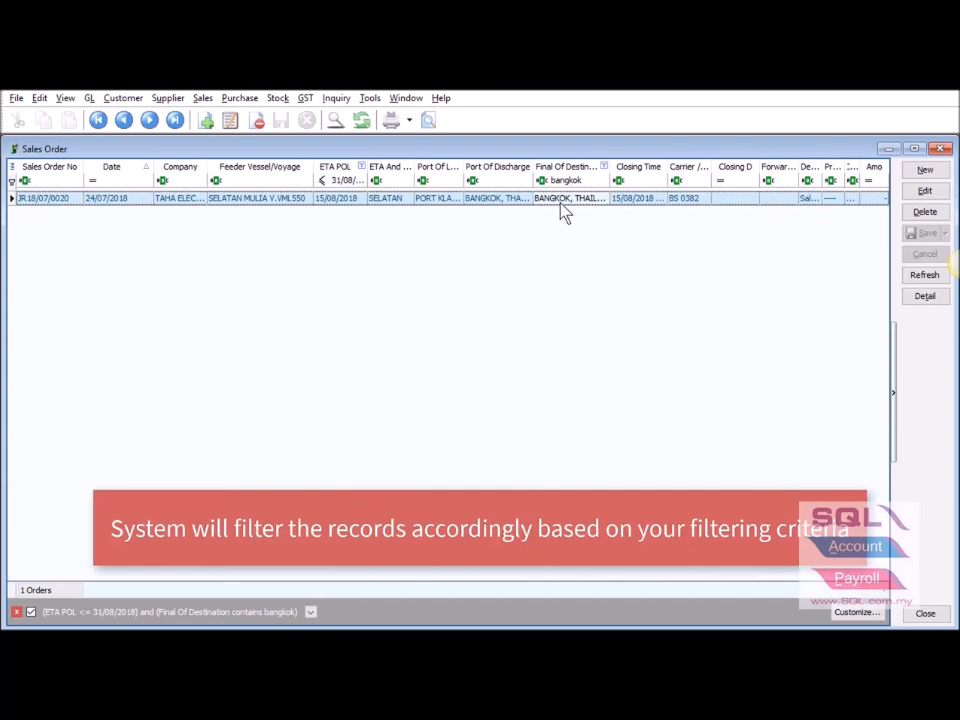 File Edit View GL Customer Supplier Sales Purchase Stock GST Inquiry Tools Window Help
Sales Order
Sales Order No Date Company Feeder Vessel/Voyage ETA POL ETA And ... Port Of L... Port Of Discharge Final Of Destin... Closing Time Carrier /... Closing D Forwar... De... Pr... Amo
= < 31/08/... bangkok = =
JR18/07/0020 24/07/2018 TAHA ELEC... SELATAN MULIA V.VML550 15/08/2018 SELATAN PORT KLA... BANGKOK, THA... BANGKOK, THAIL... 15/08/2018 ... BS 0382 Sal... ---- ... -
New
Edit
Delete
Save
Cancel
Refresh
Detail
System will filter the records accordingly based on your filtering criteria
SQL
Account
Payroll
www.SQL.com.my
1 Orders
(ETA POL <= 31/08/2018) and (Final Of Destination contains bangkok)
Customize...
Close